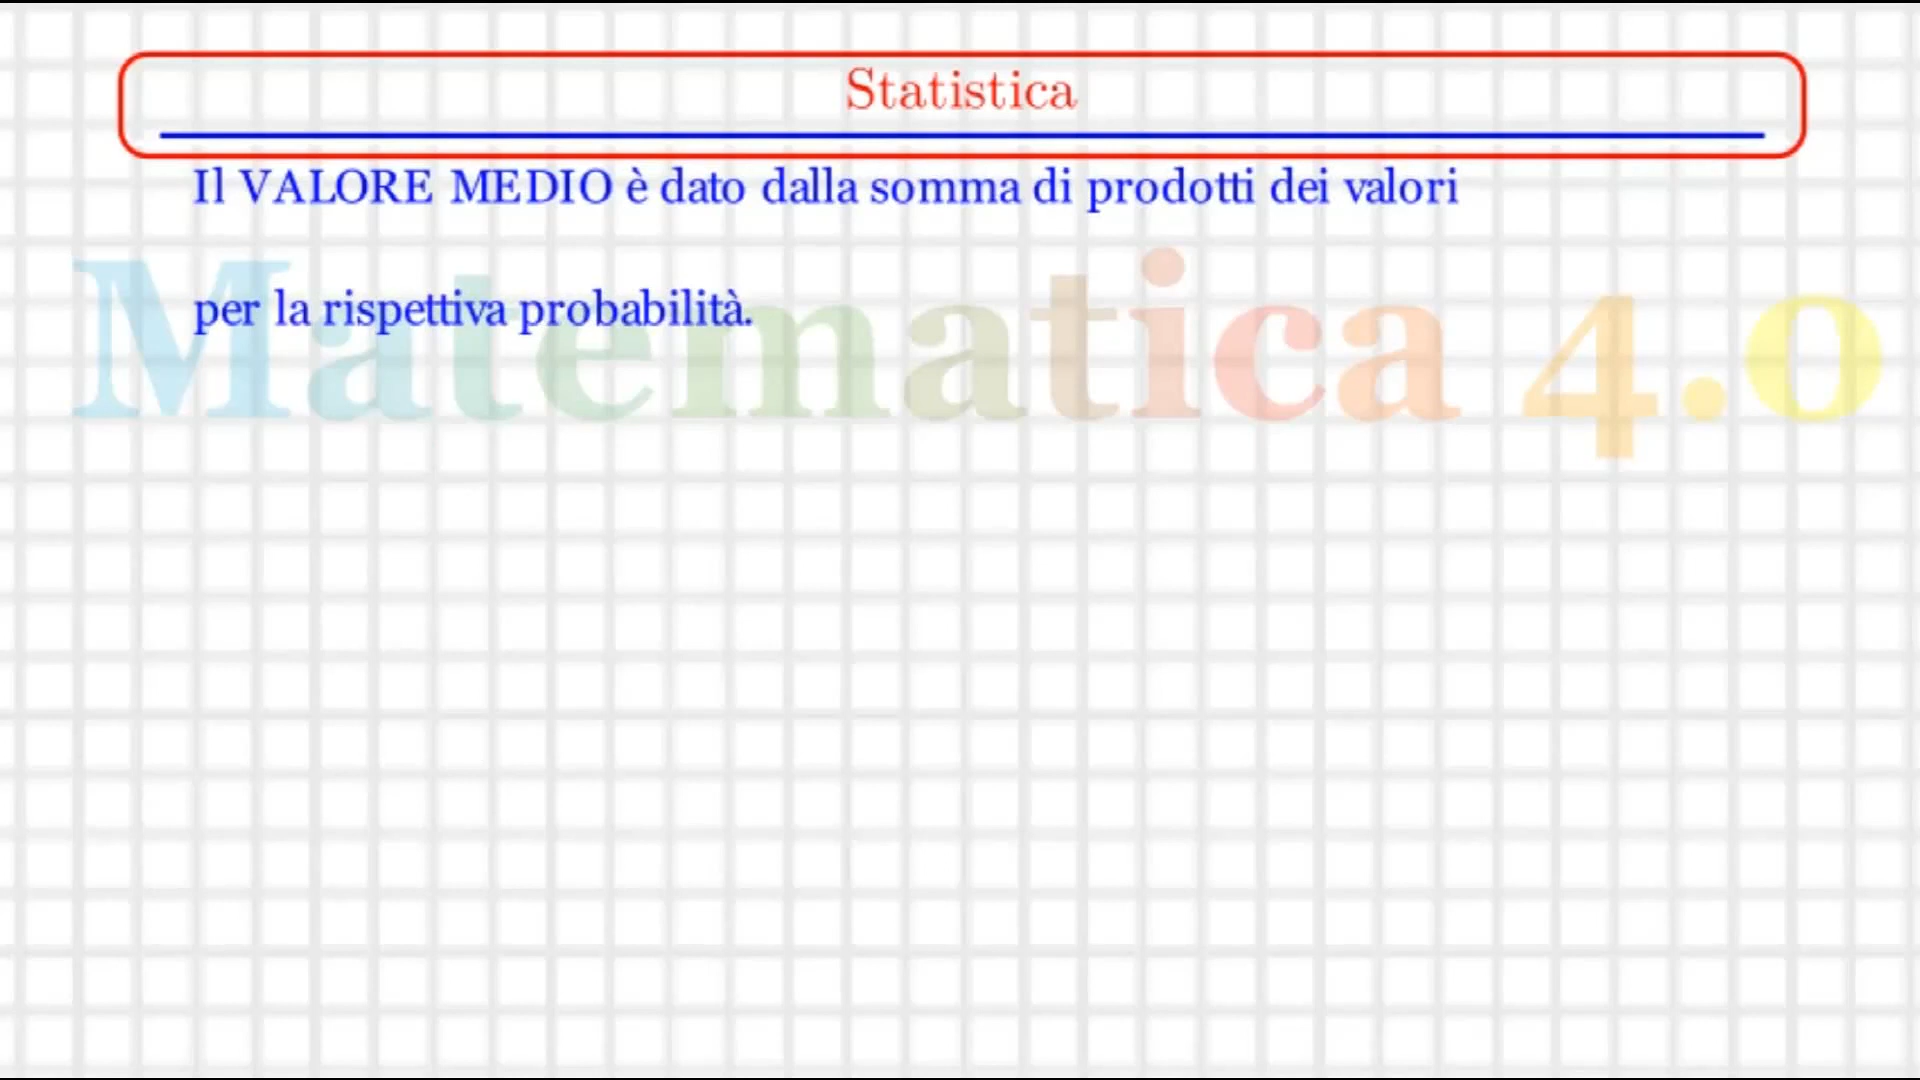 Statistica
Il VALORE MEDIO è dato dalla somma di prodotti dei valori
per la rispettiva probabilità.
Matematica 4.0